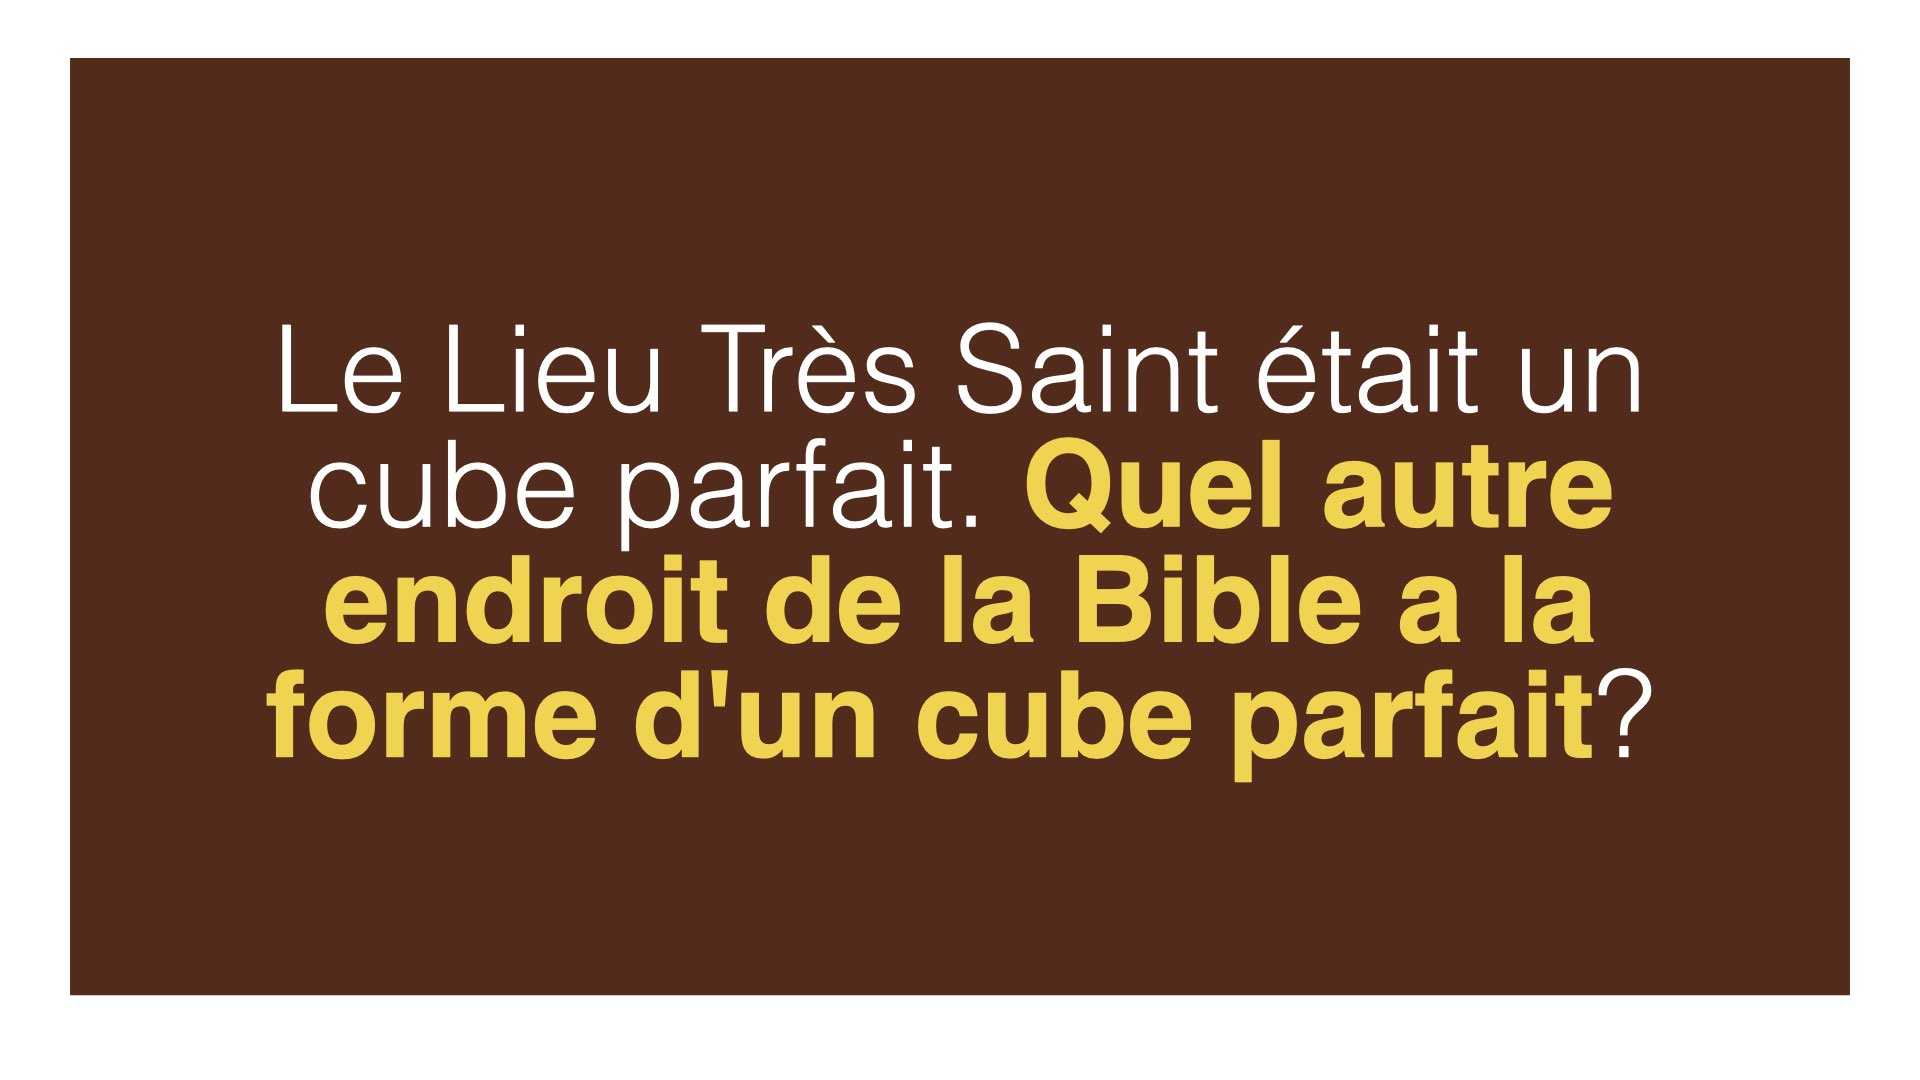 Le Lieu Très Saint était un
cube parfait. Quel autre
endroit de la Bible a la
forme d'un cube parfait?